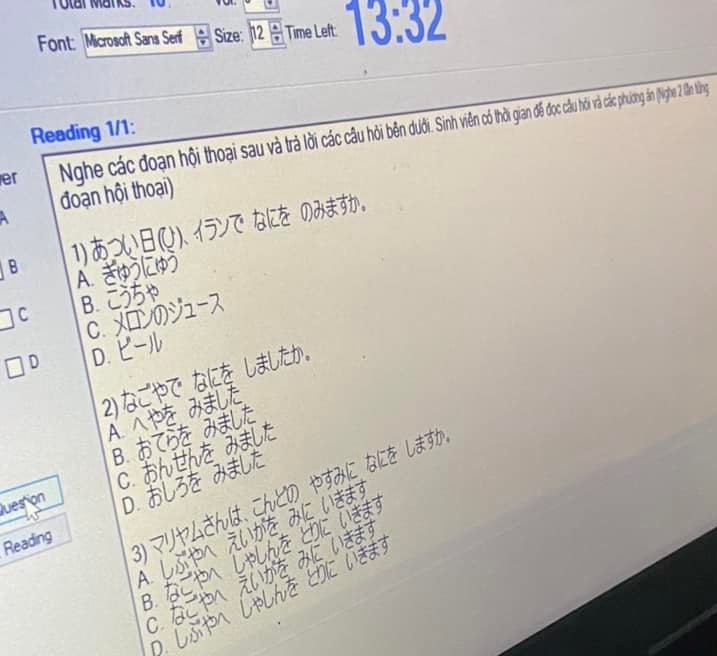 Total Marks: 10
Font: Microsoft Sans Serif Size: 12 Time Left: 13:32
Reading 1/1:
Nghe các đoạn hội thoại sau và trả lời các câu hỏi bên dưới. Sinh viên có thời gian để đọc câu hỏi và các phương án (Nghe 2 lần từng
đoạn hội thoại)
1) あつい日(ひ)、イランで なにを のみますか。
A. ぎゅうにゅう
B. こうちゃ
C. メロンのジュース
D. ビール
2) なごやで なにを しましたか。
A. へやを みました
B. おてらを みました
C. おんせんを みました
D. おしろを みました
3) マリヤムさんは、こんどの やすみに なにを しますか。
A. しぶやへ えいがを みに いきます
B. なごやへ しゃしんを とりに いきます
C. なごやへ えいがを みに いきます
D. しぶやへ しゃしんを とりに いきます
B
C
D
Question
Reading